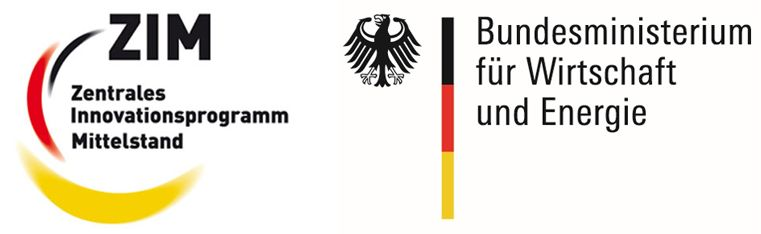 ZIM
Zentrales
Innovationsprogramm
Mittelstand
Bundesministerium
für Wirtschaft
und Energie